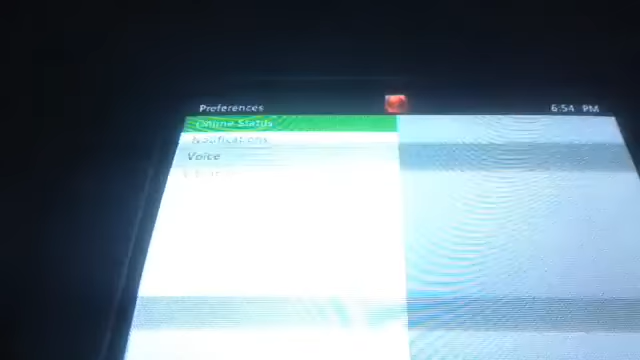 Preferences
6:54 PM
Online Status
Notifications
Voice